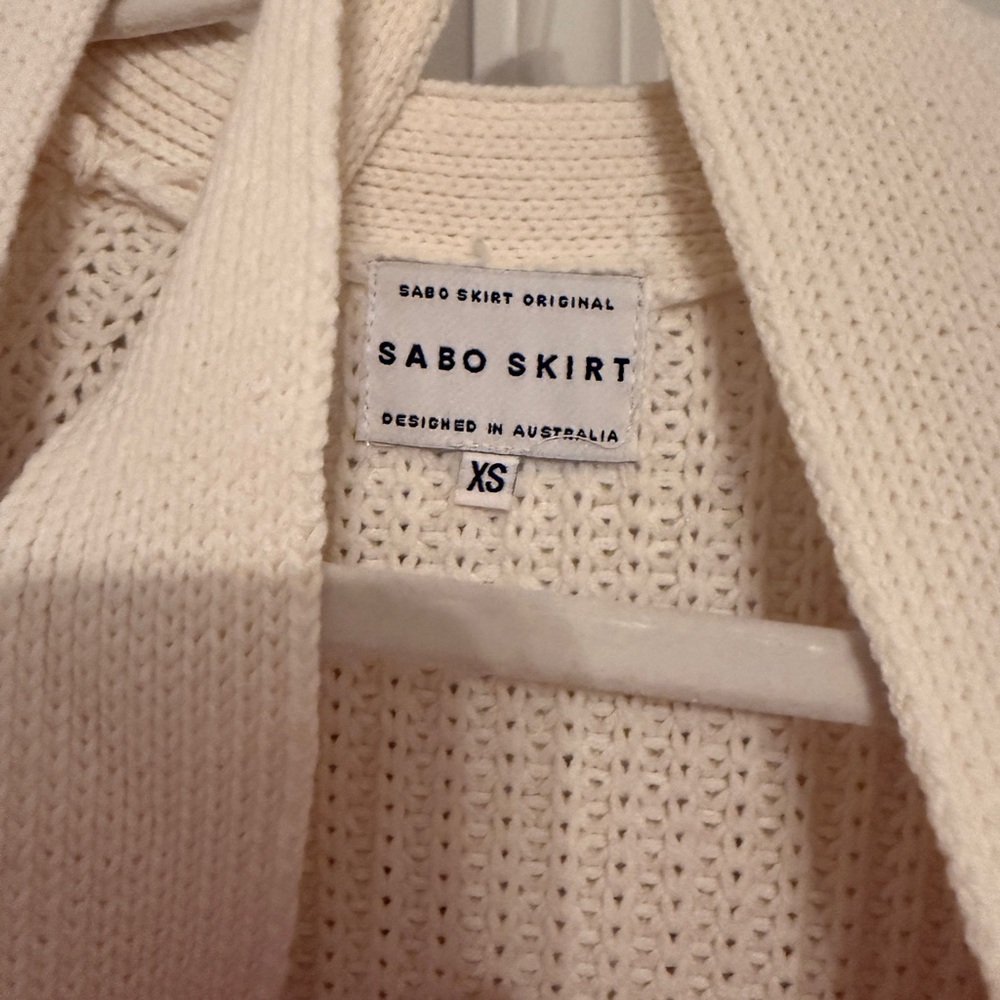 SABO SKIRT ORIGINAL
SABO SKIRT
DESIGNED IN AUSTRALIA
XS